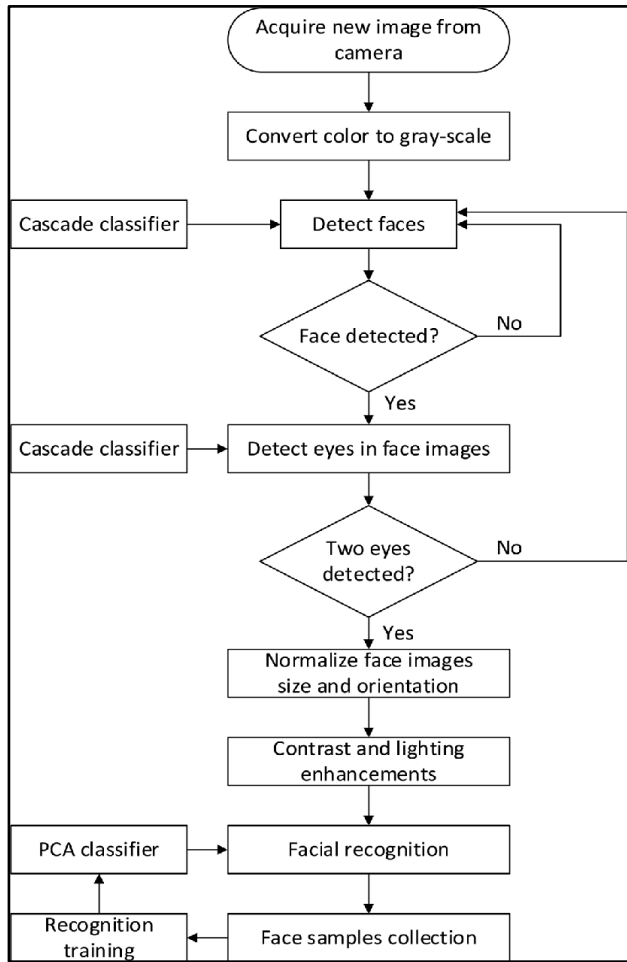 Acquire new image from
camera
Convert color to gray-scale
Cascade classifier
Detect faces
Face detected?
No
Yes
Cascade classifier
Detect eyes in face images
Two eyes
detected?
No
Yes
Normalize face images
size and orientation
Contrast and lighting
enhancements
PCA classifier
Facial recognition
Recognition
training
Face samples collection